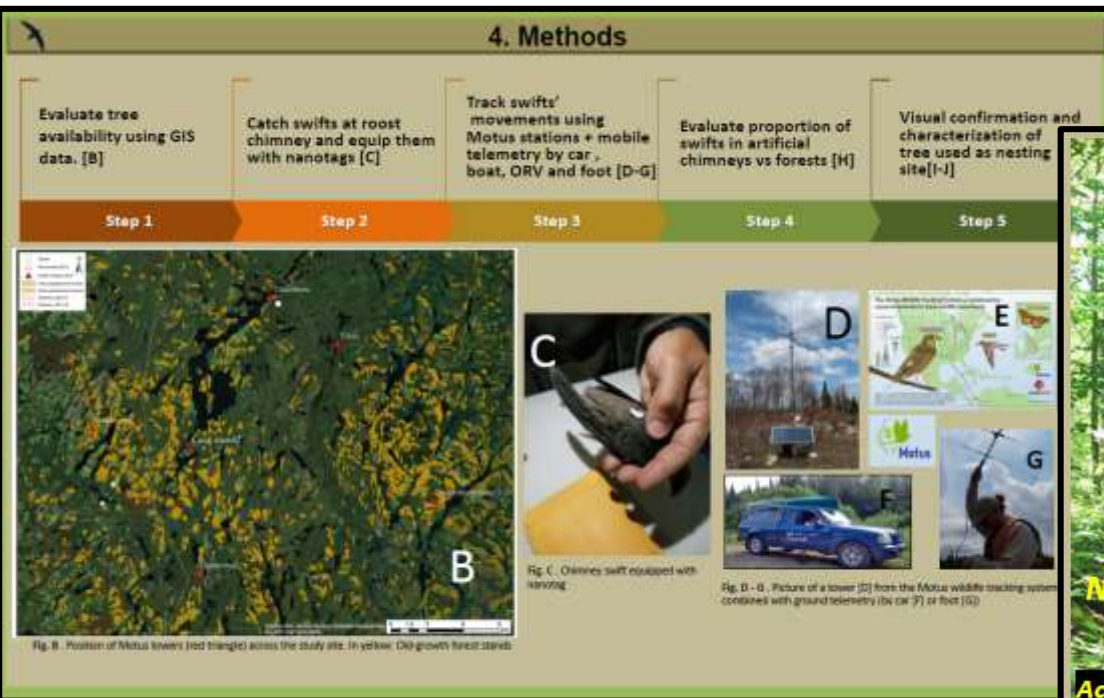 4. Methods
Evaluate tree
availability using GIS
data. [B]
Catch swifts at roost
chimney and equip them
with nanotags [C]
Track swifts'
movements using
Motus stations + mobile
telemetry by car ,
boat, ORV and foot [D-G]
Evaluate proportion of
swifts in artificial
chimneys vs forests [H]
Visual confirmation and
characterization of
tree used as nesting
site[I-J]
Step 1
Step 2
Step 3
Step 4
Step 5
B
C
D
E
Motus
F
G
Fig. B . Position of Motus towers (red triangle) across the study site. In yellow: Old-growth forest stands
Fig. C . Chimney swift equipped with
nanotag
Fig. D - G . Picture of a tower [D] from the Motus wildlife tracking system
combined with ground telemetry (by car [F] or foot [G])
N
Ac